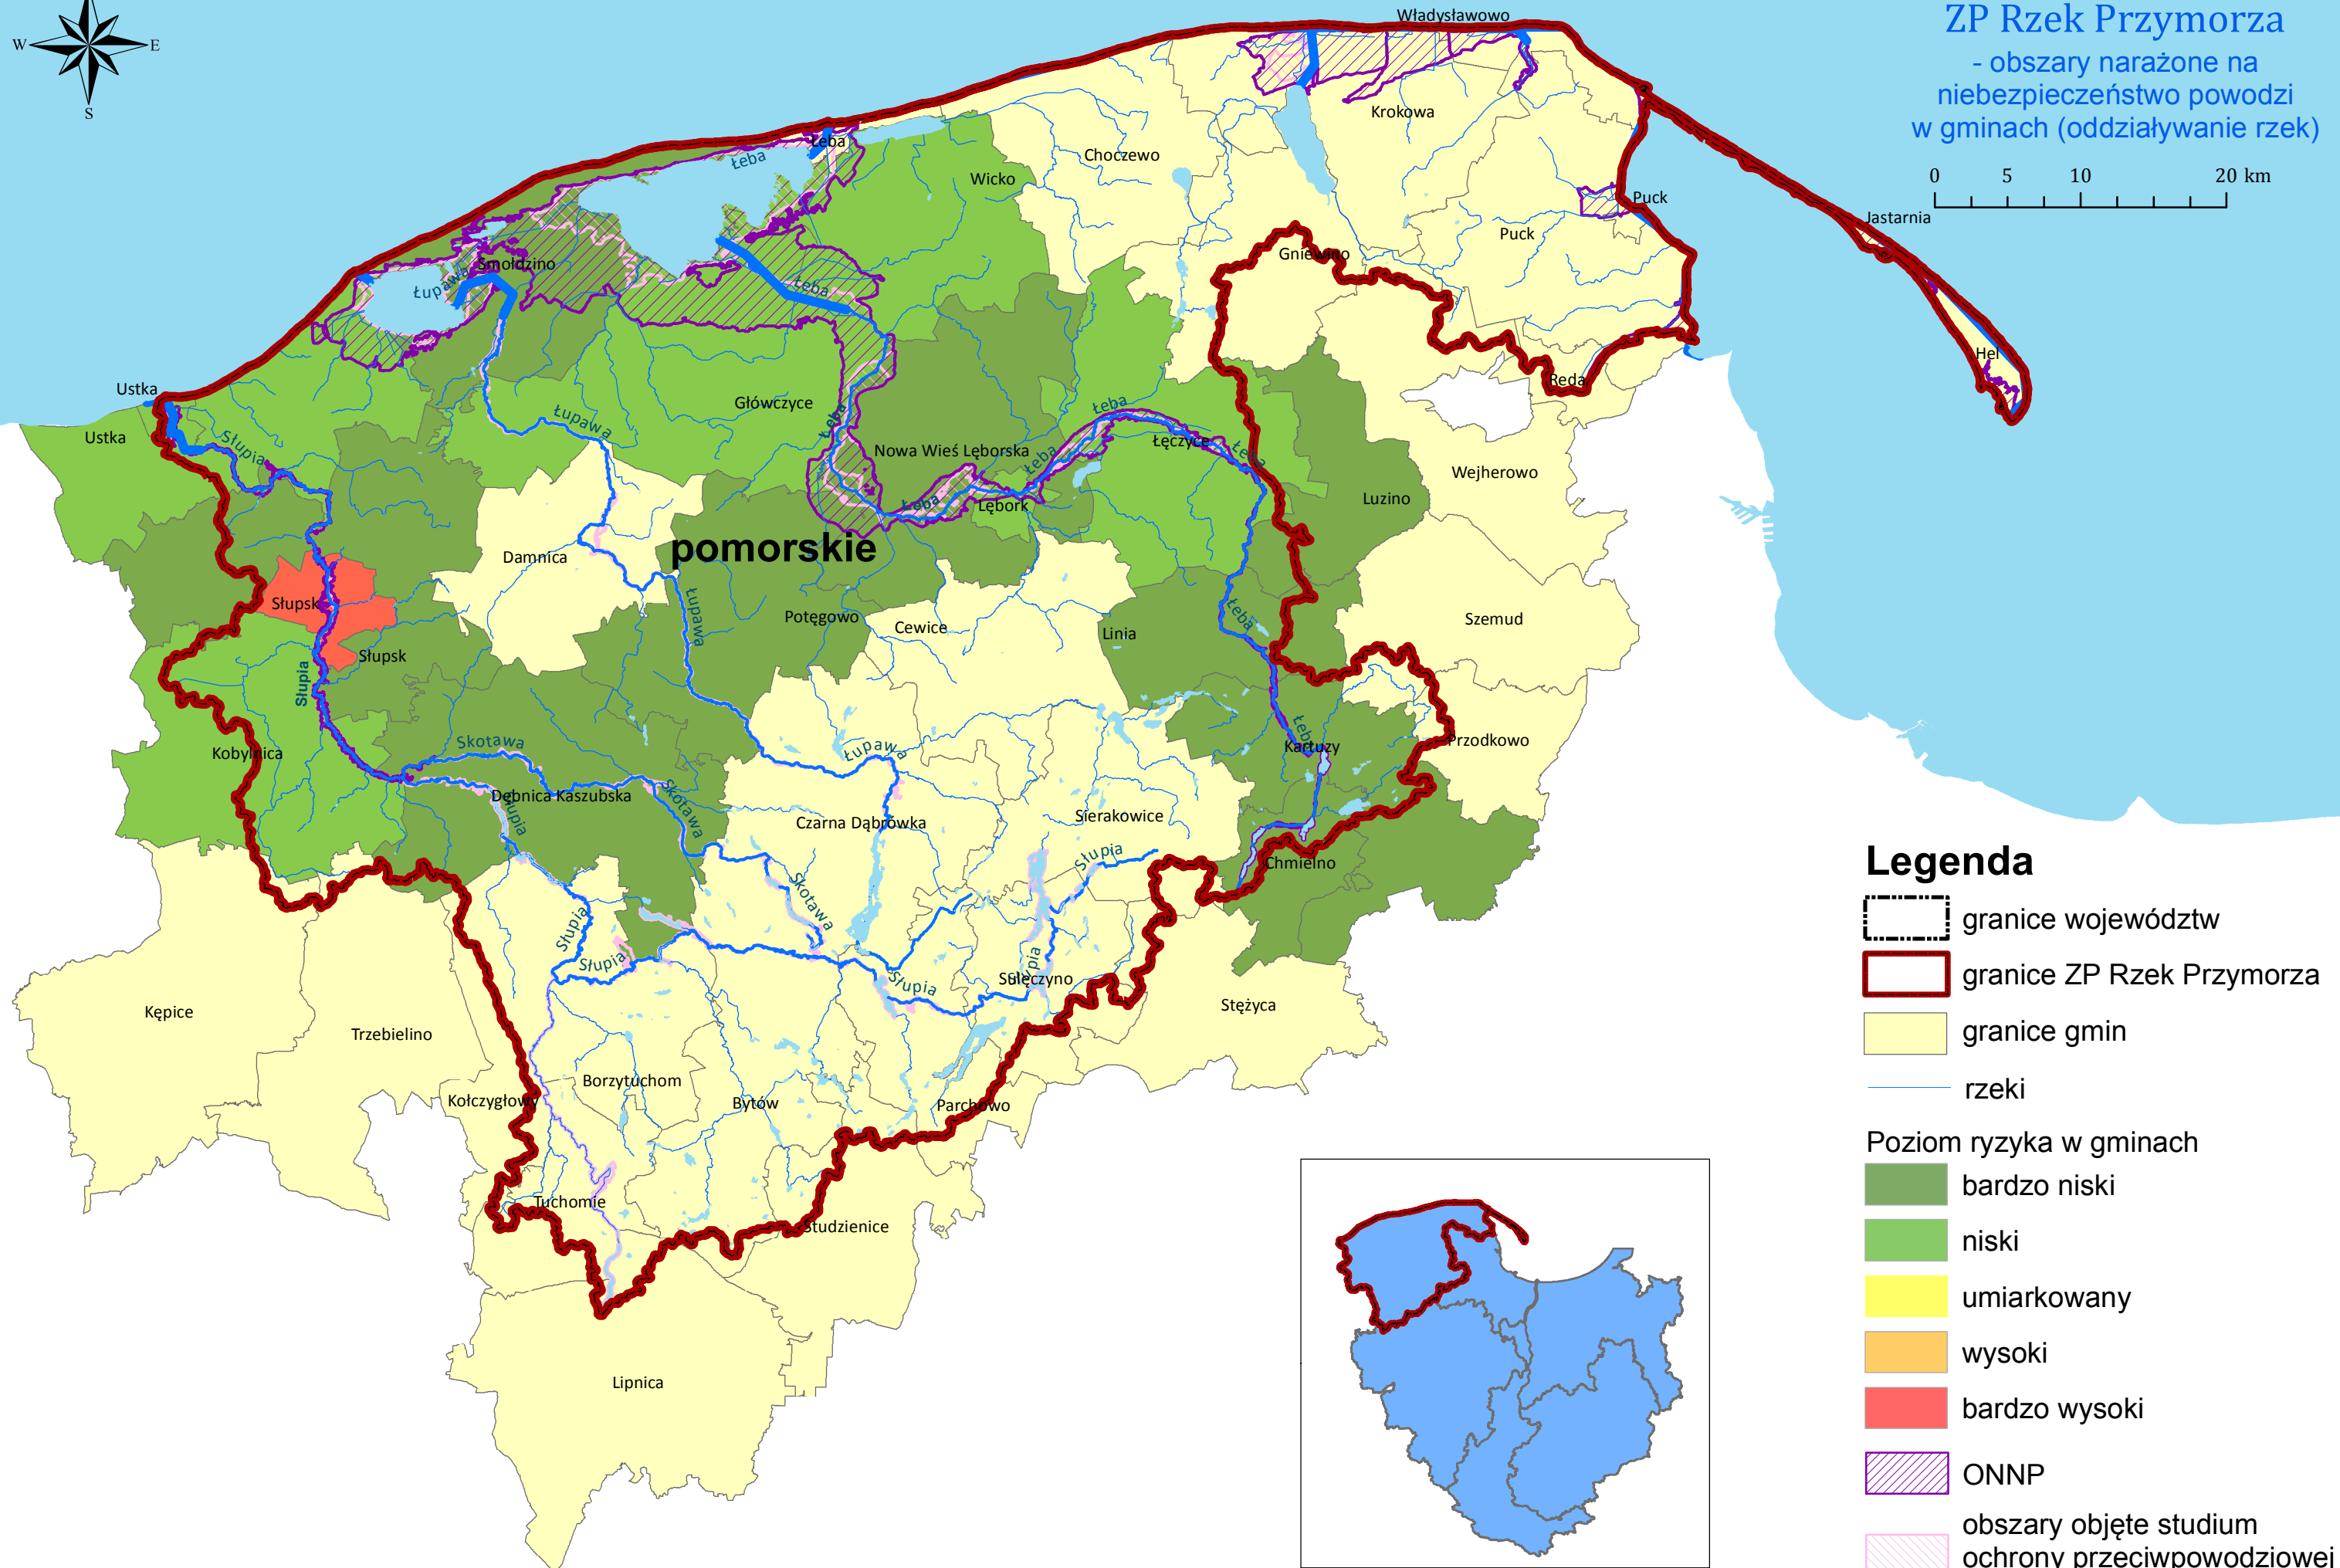 W
E
S
ZP Rzek Przymorza
- obszary narażone na
niebezpieczeństwo powodzi
w gminach (oddziaływanie rzek)
0 5 10 20 km
Władysławowo
Krokowa
Łeba
Łeba
Choczewo
Wicko
Puck
Puck
Jastarnia
Gniewino
Smołdzino
Łupawa
Łeba
Hel
Reda
Ustka
Ustka
Główczyce
Łupawa
Łeba
Łeba
Słupia
Nowa Wieś Lęborska
Łęczyce
Łeba
Łeba
Wejherowo
Luzino
Łeba
Lębork
pomorskie
Damnica
Słupsk
Łupawa
Potęgowo
Cewice
Linia
Łeba
Szemud
Słupsk
Słupia
Kobylnica
Skotawa
Łupawa
Łeba
Kartuzy
Przodkowo
Dębnica Kaszubska
Słupia
Skotawa
Czarna Dąbrówka
Sierakowice
Słupia
Chmielno
Skotawa
Słupia
Słupia
Słupia
Słupia
Sulęczyno
Stężyca
Kępice
Trzebielino
Borzytuchom
Kołczygłowy
Bytów
Parchowo
Tuchomie
Studzienice
Lipnica
Legenda
granice województw
granice ZP Rzek Przymorza
granice gmin
rzeki
Poziom ryzyka w gminach
bardzo niski
niski
umiarkowany
wysoki
bardzo wysoki
ONNP
obszary objęte studium
ochrony przeciwpowodziowej